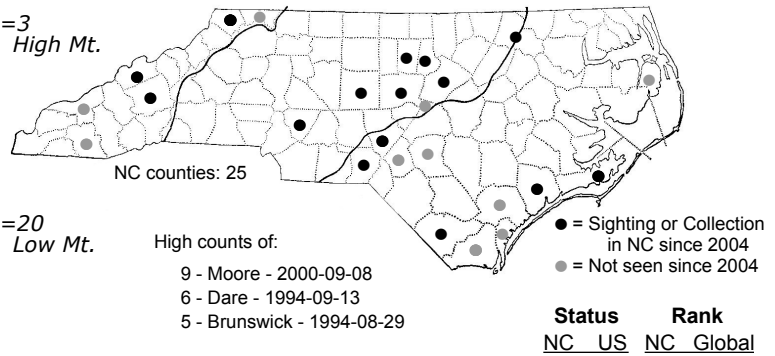 =3
High Mt.
NC counties: 25
=20
Low Mt.
High counts of:
9 - Moore - 2000-09-08
6 - Dare - 1994-09-13
5 - Brunswick - 1994-08-29
= Sighting or Collection
in NC since 2004
= Not seen since 2004
Status Rank
NC US NC Global